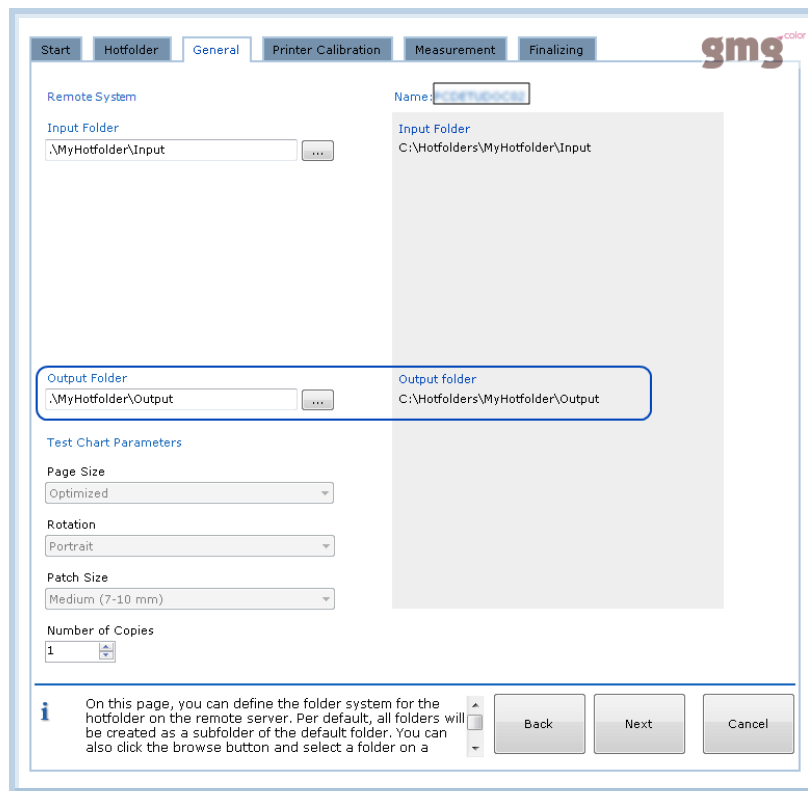 Start Hotfolder General Printer Calibration Measurement Finalizing
gmg color
Remote System
Name:
Input Folder
.\MyHotfolder\Input ...
Input Folder
C:\Hotfolders\MyHotfolder\Input
Output Folder
.\MyHotfolder\Output ...
Output folder
C:\Hotfolders\MyHotfolder\Output
Test Chart Parameters
Page Size
Optimized
Rotation
Portrait
Patch Size
Medium (7-10 mm)
Number of Copies
1
i
On this page, you can define the folder system for the
hotfolder on the remote server. Per default, all folders will
be created as a subfolder of the default folder. You can
also click the browse button and select a folder on a
Back Next Cancel